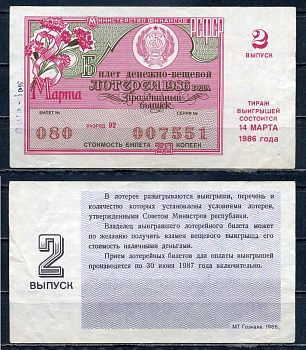 Министерство финансов РСФСР
8
Марта
Билет денежно-вещевой
лотереи 1986 года
Праздничный
выпуск
БИЛЕТ № СЕРИЯ №
080 РАЗРЯД 92 007551
СТОИМОСТЬ БИЛЕТА КОПЕЕК
2
ВЫПУСК
ТИРАЖ
ВЫИГРЫШЕЙ
СОСТОИТСЯ
14 МАРТА
1986 года
2
ВЫПУСК
В лотерее разыгрываются выигрыши, перечень и
количество которых установлены условиями лотереи,
утвержденными Советом Министров республики.
Владелец выигравшего лотерейного билета может
по желанию получить взамен вещевого выигрыша его
стоимость наличными деньгами.
Прием лотерейных билетов для оплаты выигрышей
производится по 30 июня 1987 года включительно.
МТ Гознака. 1985.